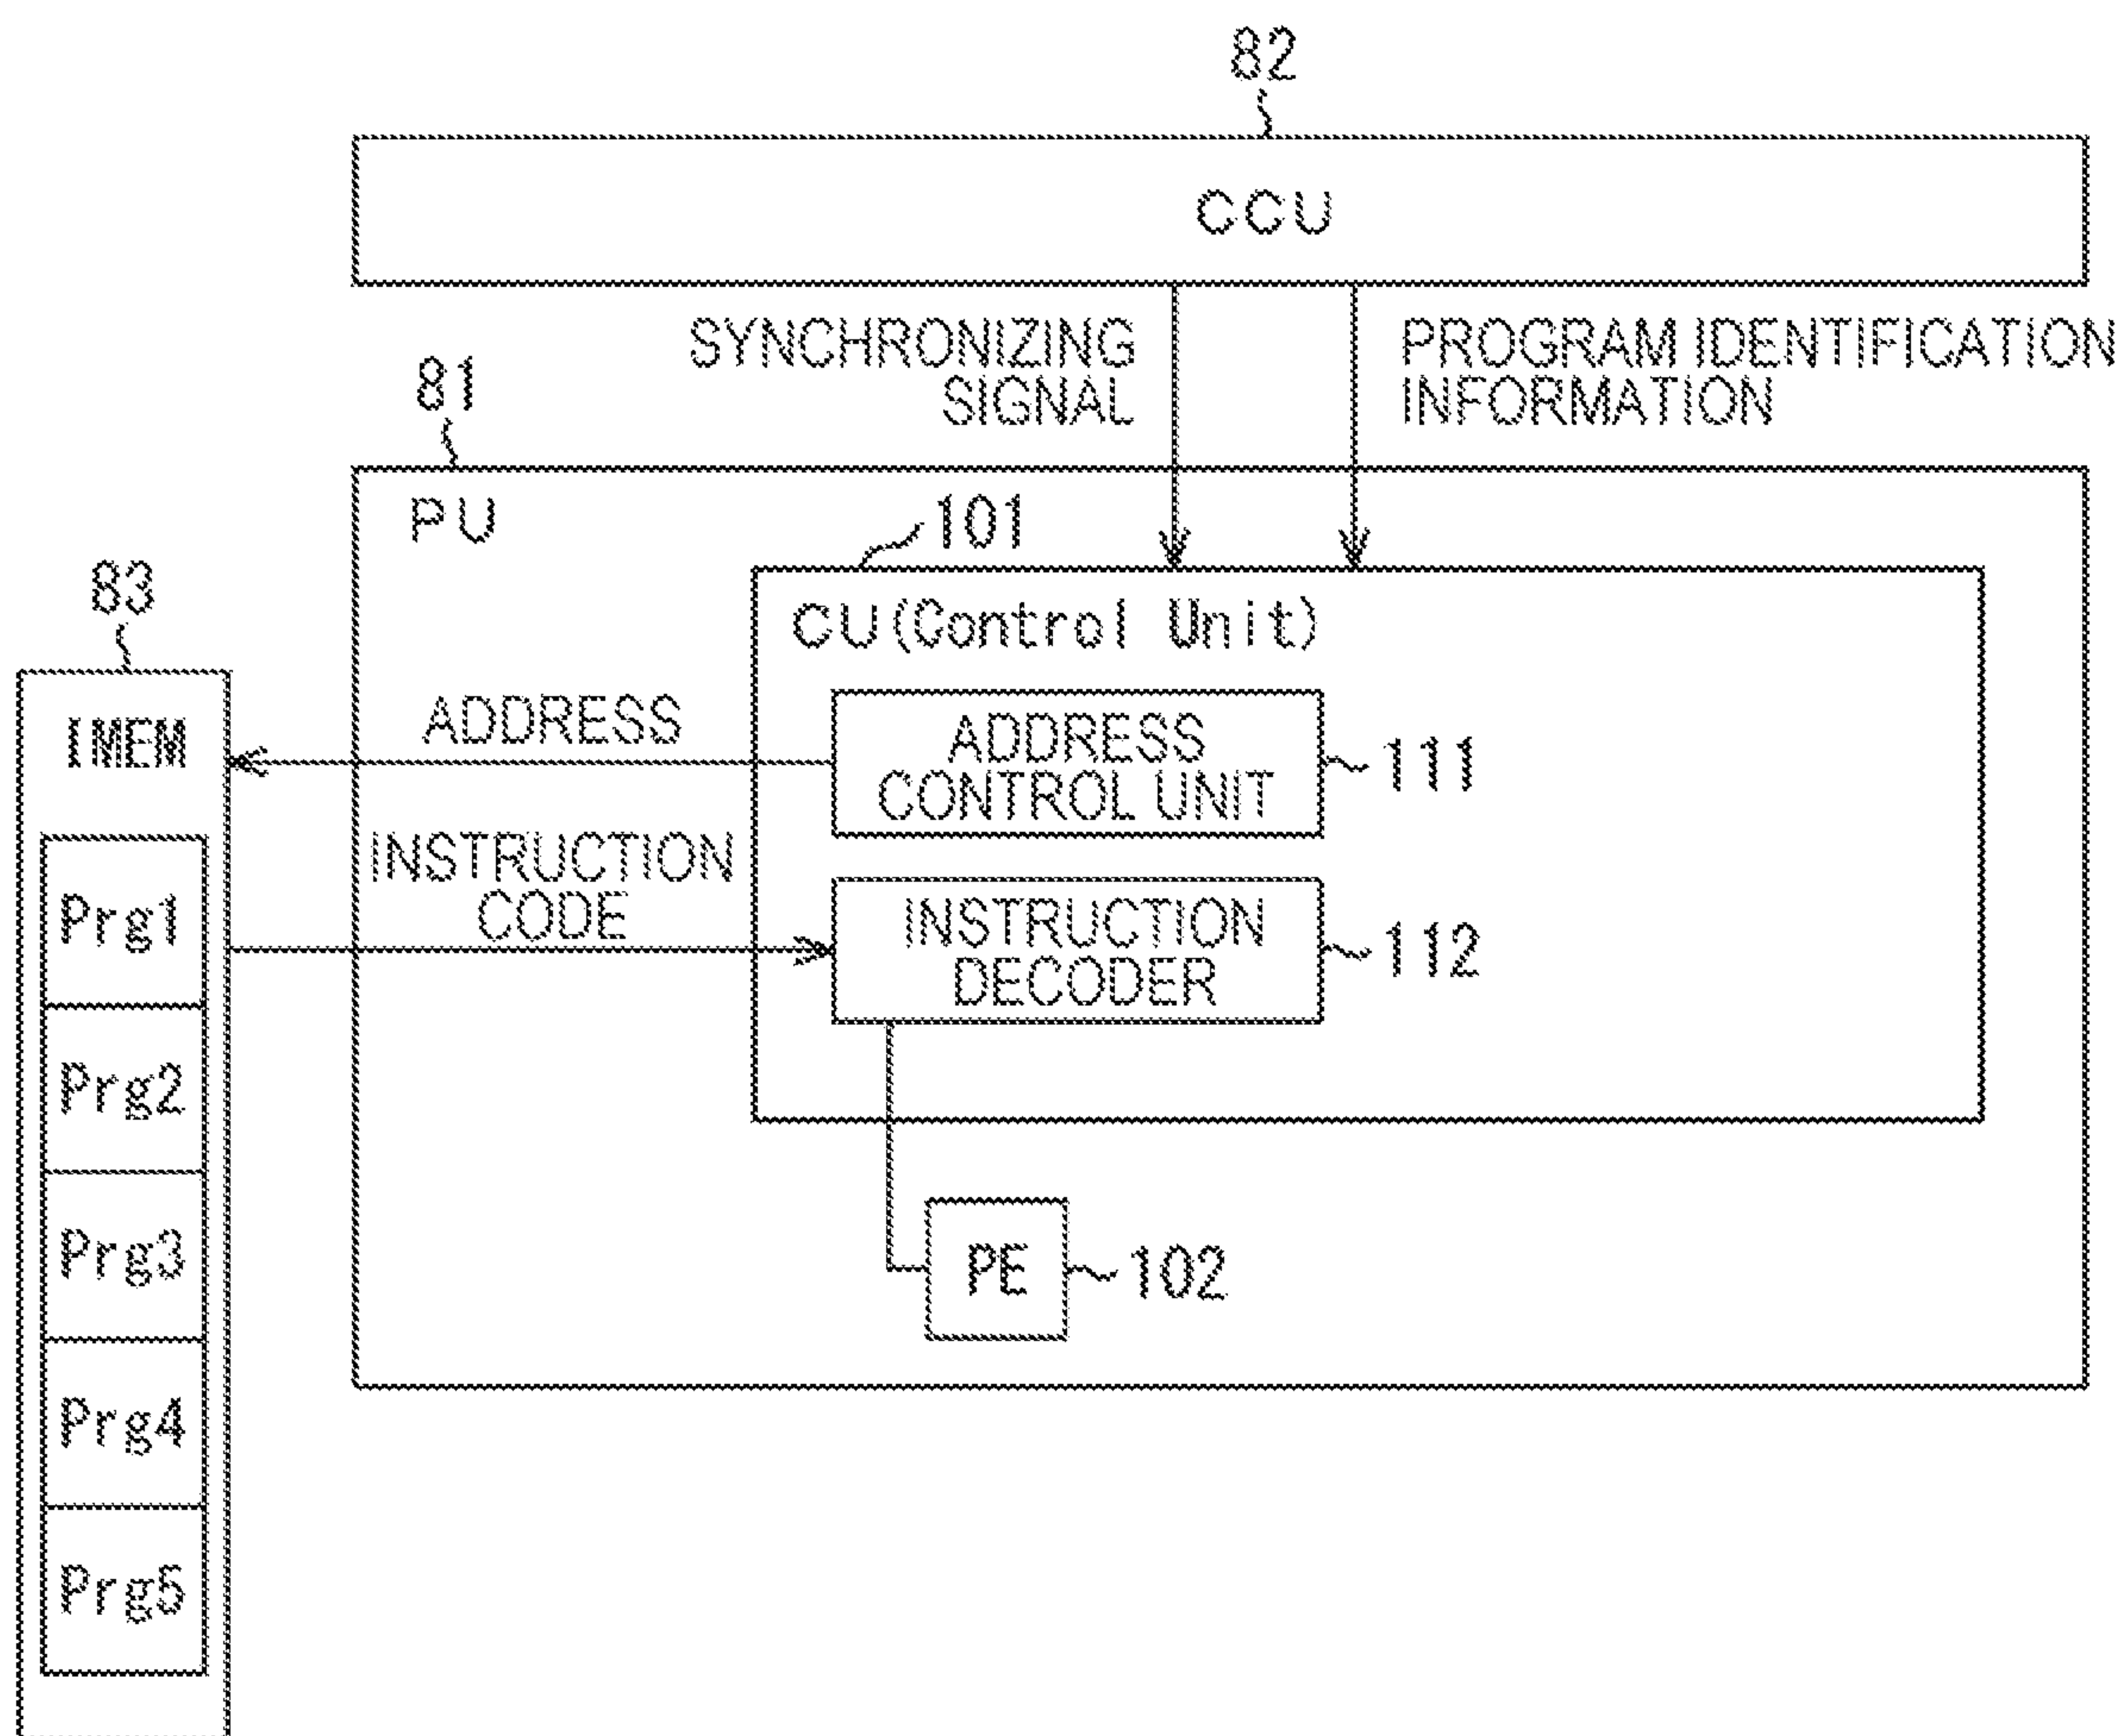 82
CCU
SYNCHRONIZING
SIGNAL
PROGRAM IDENTIFICATION
INFORMATION
81
PU
101
CU(Control Unit)
83
IMEM
ADDRESS
ADDRESS
CONTROL UNIT
111
INSTRUCTION
CODE
INSTRUCTION
DECODER
112
Prg1
Prg2
Prg3
Prg4
Prg5
PE
102